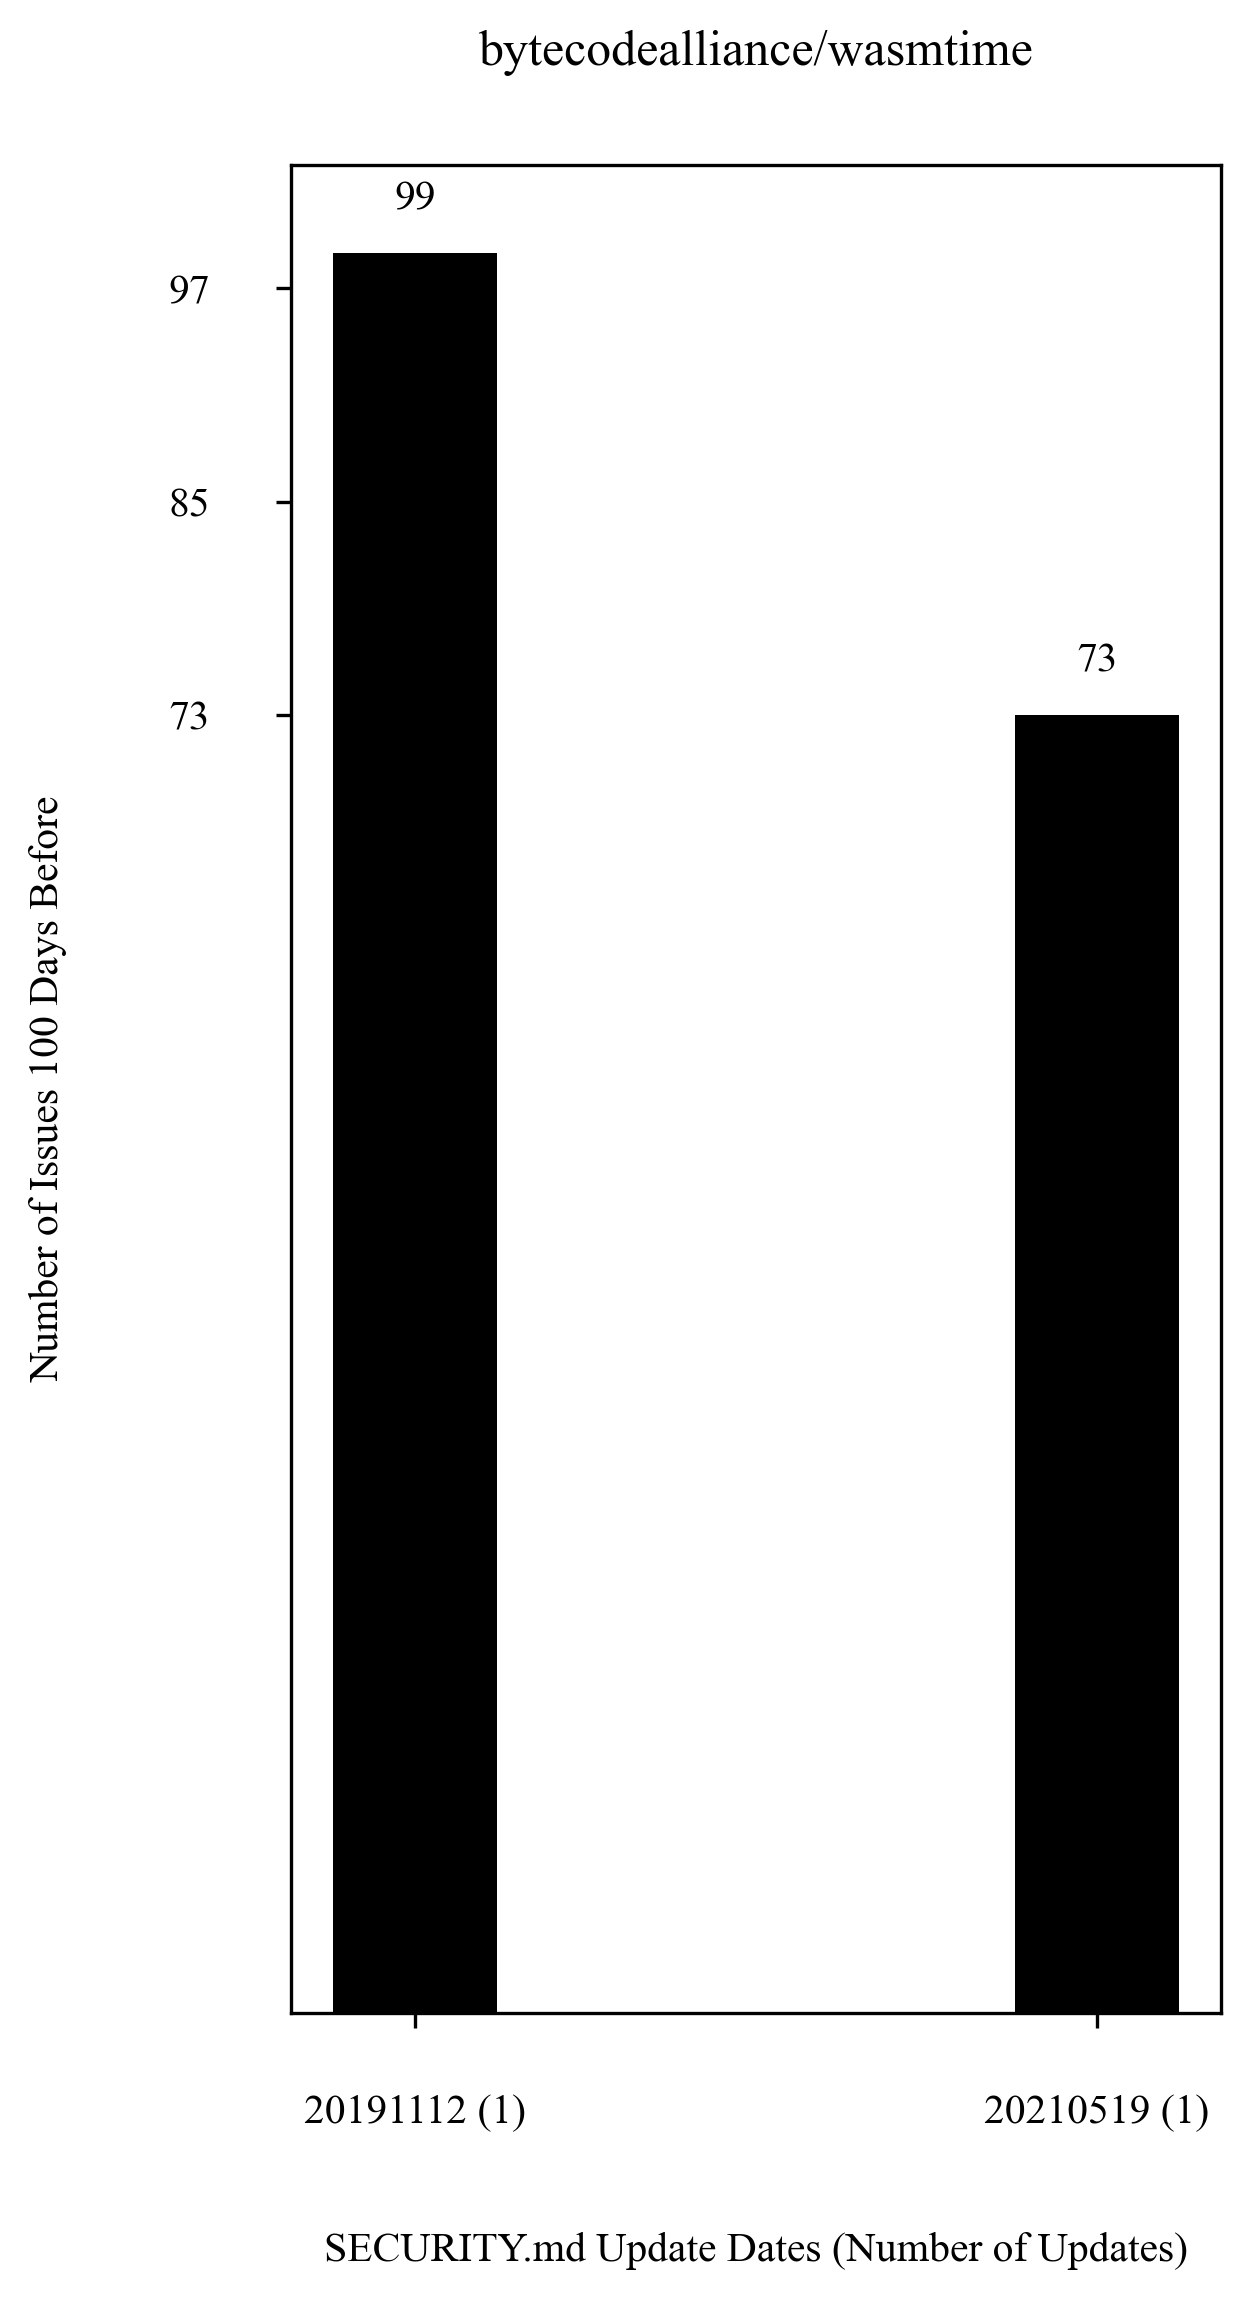 bytecodealliance/wasmtime
99
97
85
73
73
Number of Issues 100 Days Before
20191112 (1)
20210519 (1)
SECURITY.md Update Dates (Number of Updates)